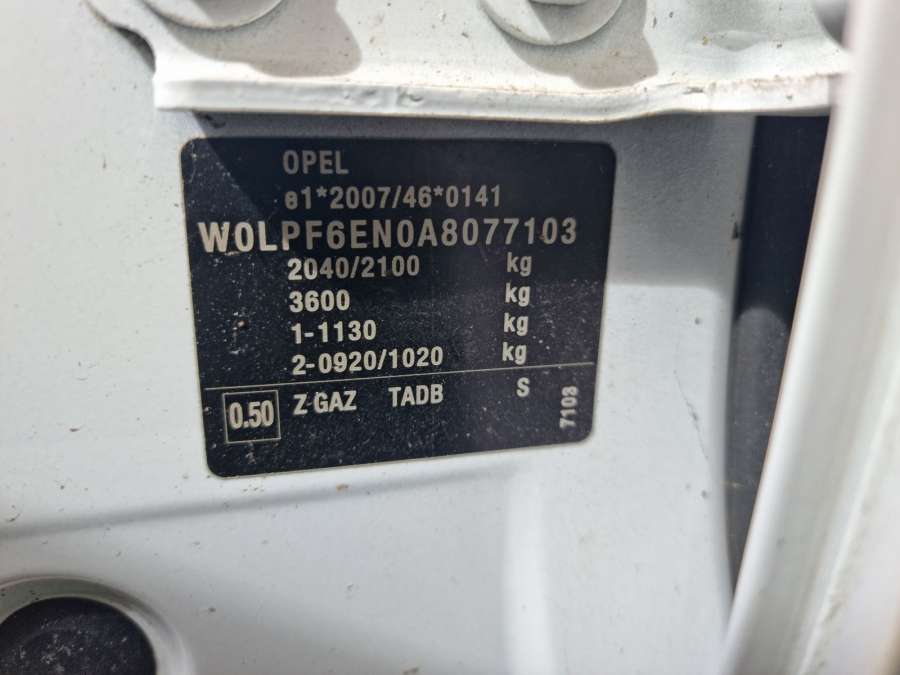 OPEL
e1*2007/46*0141
W0LPF6EN0A8077103
2040/2100 kg
3600 kg
1-1130 kg
2-0920/1020 kg
0.50 Z GAZ TADB S 7103